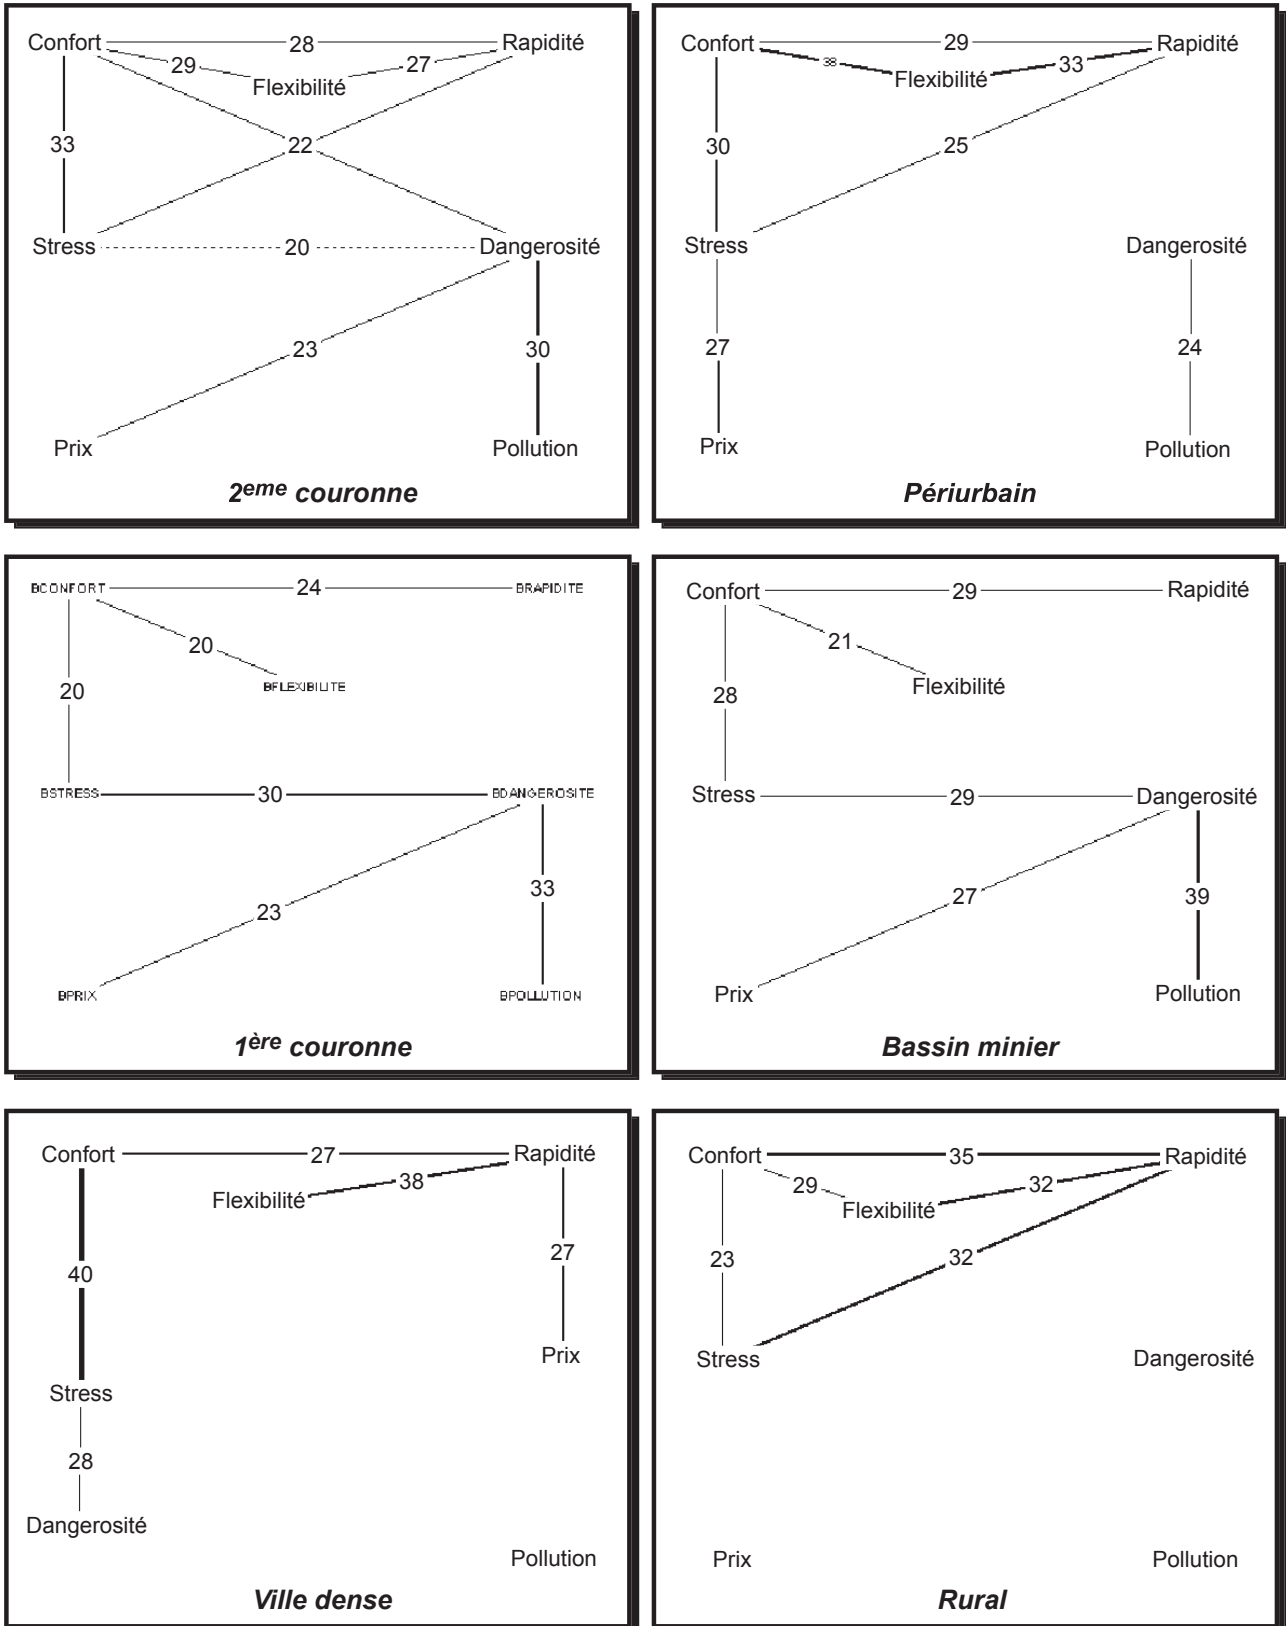 Confort 28 Rapidité
29 27
Flexibilité
33 22
Stress 20 Dangerosité
23 30
Prix Pollution
2eme couronne
Confort 29 Rapidité
38 33
Flexibilité
30 25
Stress Dangerosité
27 24
Prix Pollution
Périurbain
BCONFORT 24 BRAPIDITE
20
BFLEXIBILITE
20
BSTRESS 30 BDANGEROSITE
33
23
BPRIX BPOLLUTION
1ère couronne
Confort 29 Rapidité
21
Flexibilité
28
Stress 29 Dangerosité
27 39
Prix Pollution
Bassin minier
Confort 27 Rapidité
38
Flexibilité
27
40
Prix
Stress
28
Dangerosité
Pollution
Ville dense
Confort 35 Rapidité
29 32
Flexibilité
23 32
Stress Dangerosité
Prix Pollution
Rural